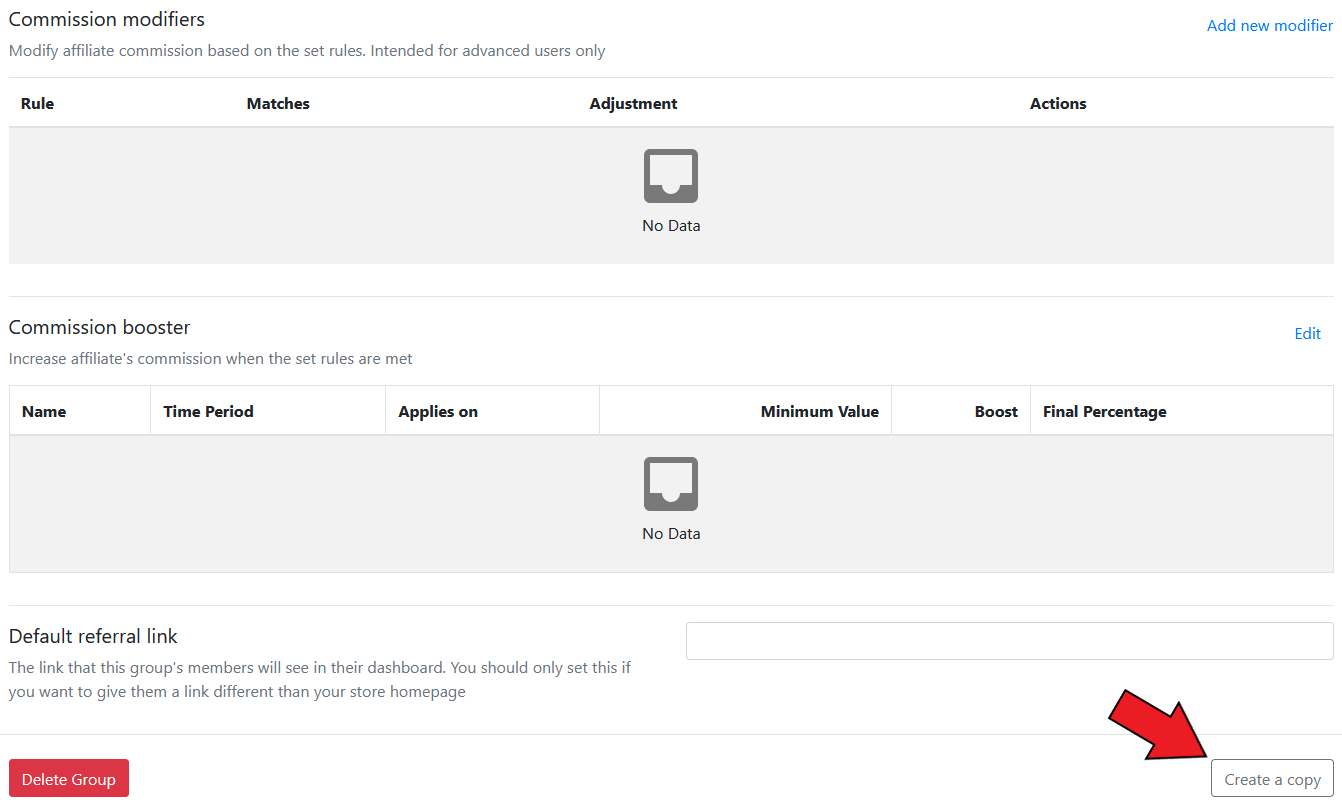 Commission modifiers
Add new modifier
Modify affiliate commission based on the set rules. Intended for advanced users only
Rule Matches Adjustment Actions
No Data
Commission booster
Edit
Increase affiliate's commission when the set rules are met
Name Time Period Applies on Minimum Value Boost Final Percentage
No Data
Default referral link
The link that this group's members will see in their dashboard. You should only set this if
you want to give them a link different than your store homepage
Delete Group
Create a copy